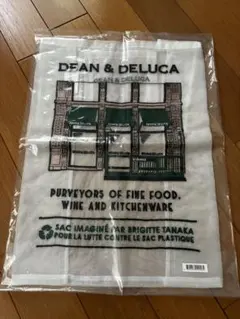 DEAN & DELUCA
DEAN & DELUCA
PURVEYORS OF FINE FOOD,
WINE AND KITCHENWARE
SAC IMAGINÉ PAR BRIGITTE TANAKA
POUR LA LUTTE CONTRE LE SAC PLASTIQUE